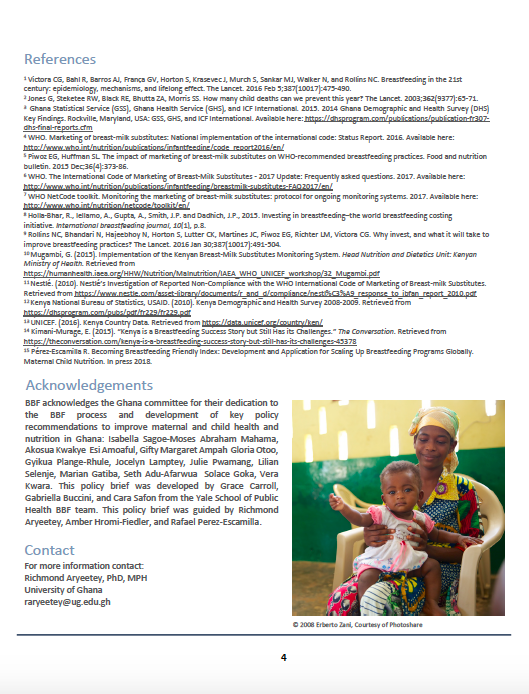 References
¹ Victora CG, Bahl R, Barros AJ, França GV, Horton S, Krasevec J, Murch S, Sankar MJ, Walker N, and Rollins NC. Breastfeeding in the 21st
century: epidemiology, mechanisms, and lifelong effect. The Lancet. 2016 Feb 5;387(10017):475-490.
² Jones G, Steketee RW, Black RE, Bhutta ZA, Morris SS. How many child deaths can we prevent this year? The Lancet. 2003;362(9377):65-71.
³ Ghana Statistical Service (GSS), Ghana Health Service (GHS), and ICF International. 2015. 2014 Ghana Demographic and Health Survey (DHS)
Key Findings. Rockville, Maryland, USA: GSS, GHS, and ICF International. Available here: https://dhsprogram.com/publications/publication-fr307-
dhs-final-reports.cfm
⁴ WHO. Marketing of breast-milk substitutes: National implementation of the international code: Status Report. 2016. Available here:
http://www.who.int/nutrition/publications/infantfeeding/code_report2016/en/
⁵ Piwoz EG, Huffman SL. The impact of marketing of breast-milk substitutes on WHO-recommended breastfeeding practices. Food and nutrition
bulletin. 2015 Dec;36(4):373-86.
⁶ WHO. The International Code of Marketing of Breast-Milk Substitutes - 2017 Update: Frequently asked questions. 2017. Available here:
http://www.who.int/nutrition/publications/infantfeeding/breastmilk-substitutes-FAQ2017/en/
⁷ WHO NetCode toolkit. Monitoring the marketing of breast-milk substitutes: protocol for ongoing monitoring systems. 2017. Available here:
http://www.who.int/nutrition/netcode/toolkit/en/
⁸ Holla-Bhar, R., Iellamo, A., Gupta, A., Smith, J.P. and Dadhich, J.P., 2015. Investing in breastfeeding–the world breastfeeding costing
initiative. International breastfeeding journal, 10(1), p.8.
⁹ Rollins NC, Bhandari N, Hajeebhoy N, Horton S, Lutter CK, Martines JC, Piwoz EG, Richter LM, Victora CG. Why invest, and what it will take to
improve breastfeeding practices? The Lancet. 2016 Jan 30;387(10017):491-504.
¹⁰ Mugambi, G. (2015). Implementation of the Kenyan Breast-Milk Substitutes Monitoring System. Head Nutrition and Dietetics Unit: Kenyan
Ministry of Health. Retrieved from
https://humanhealth.iaea.org/HHW/Nutrition/Malnutrition/IAEA_WHO_UNICEF_workshop/32_Mugambi.pdf
¹¹ Nestlé. (2010). Nestlé's Investigation of Reported Non-Compliance with the WHO International Code of Marketing of Breast-milk Substitutes.
Retrieved from https://www.nestle.com/asset-library/documents/r_and_d/compliance/nestl%C3%A9_response_to_ibfan_report_2010.pdf
¹² Kenya National Bureau of Statistics, USAID. (2010). Kenya Demographic and Health Survey 2008-2009. Retrieved from
https://dhsprogram.com/pubs/pdf/fr229/fr229.pdf
¹³ UNICEF. (2016). Kenya Country Data. Retrieved from https://data.unicef.org/country/ken/
¹⁴ Kimani-Murage, E. (2015). "Kenya is a Breastfeeding Success Story but Still Has its Challenges." The Conversation. Retrieved from
https://theconversation.com/kenya-is-a-breastfeeding-success-story-but-still-has-its-challenges-45378
¹⁵ Pérez-Escamilla R. Becoming Breastfeeding Friendly Index: Development and Application for Scaling Up Breastfeeding Programs Globally.
Maternal Child Nutrition. In press 2018.
Acknowledgements
BBF acknowledges the Ghana committee for their dedication to
the BBF process and development of key policy
recommendations to improve maternal and child health and
nutrition in Ghana: Isabella Sagoe-Moses Abraham Mahama,
Akosua Kwakye Esi Amoaful, Gifty Margaret Ampah Gloria Otoo,
Gyikua Plange-Rhule, Jocelyn Lamptey, Julie Pwamang, Lilian
Selenje, Marian Gatiba, Seth Adu-Afarwua Solace Goka, Vera
Kwara. This policy brief was developed by Grace Carroll,
Gabriella Buccini, and Cara Safon from the Yale School of Public
Health BBF team. This policy brief was guided by Richmond
Aryeetey, Amber Hromi-Fiedler, and Rafael Perez-Escamilla.
Contact
For more information contact:
Richmond Aryeetey, PhD, MPH
University of Ghana
raryeetey@ug.edu.gh
© 2008 Erberto Zani, Courtesy of Photoshare
4